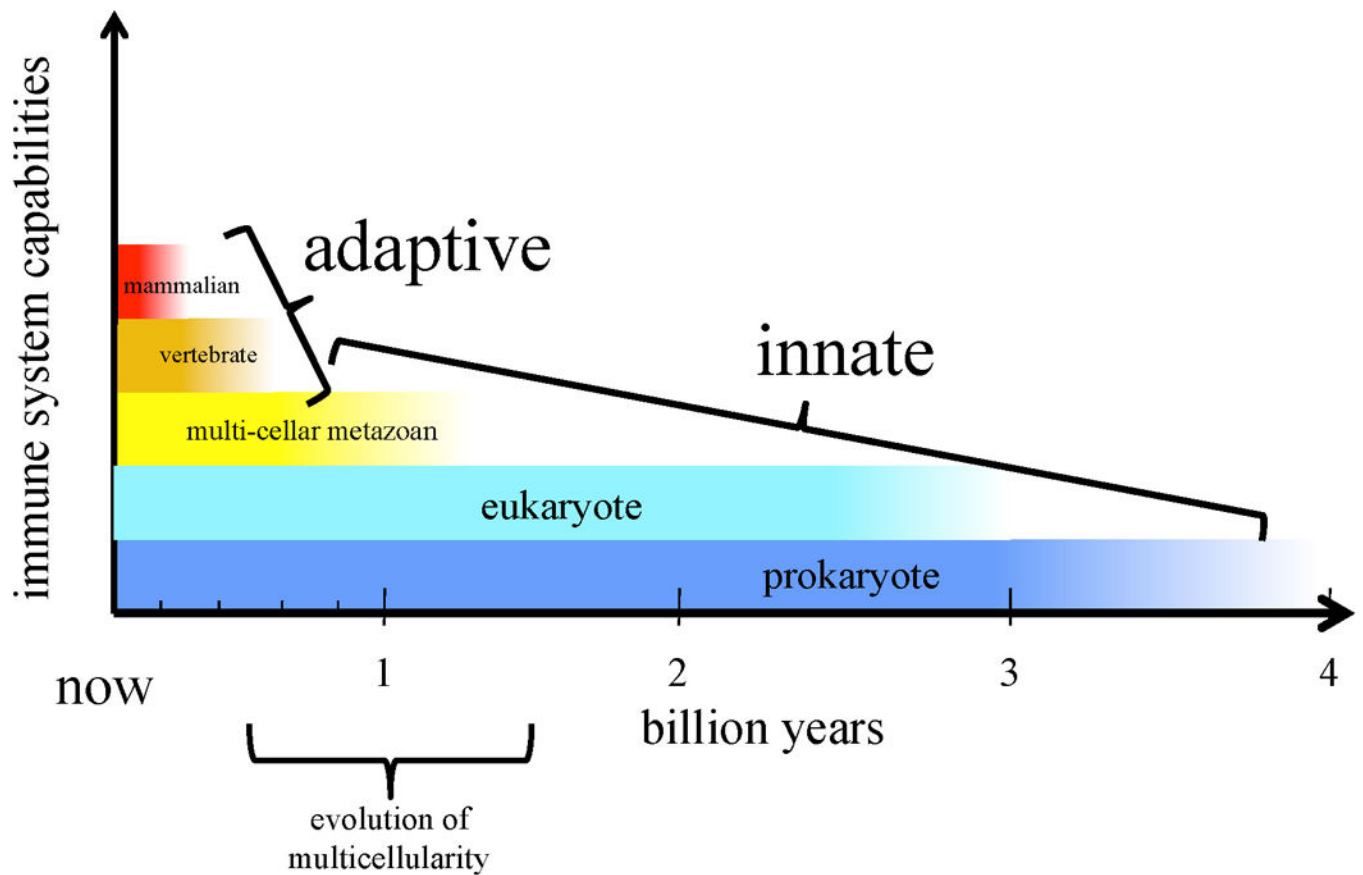 immune system capabilities
adaptive
innate
mammalian
vertebrate
multi-cellar metazoan
eukaryote
prokaryote
now
1
2
3
4
billion years
evolution of
multicellularity